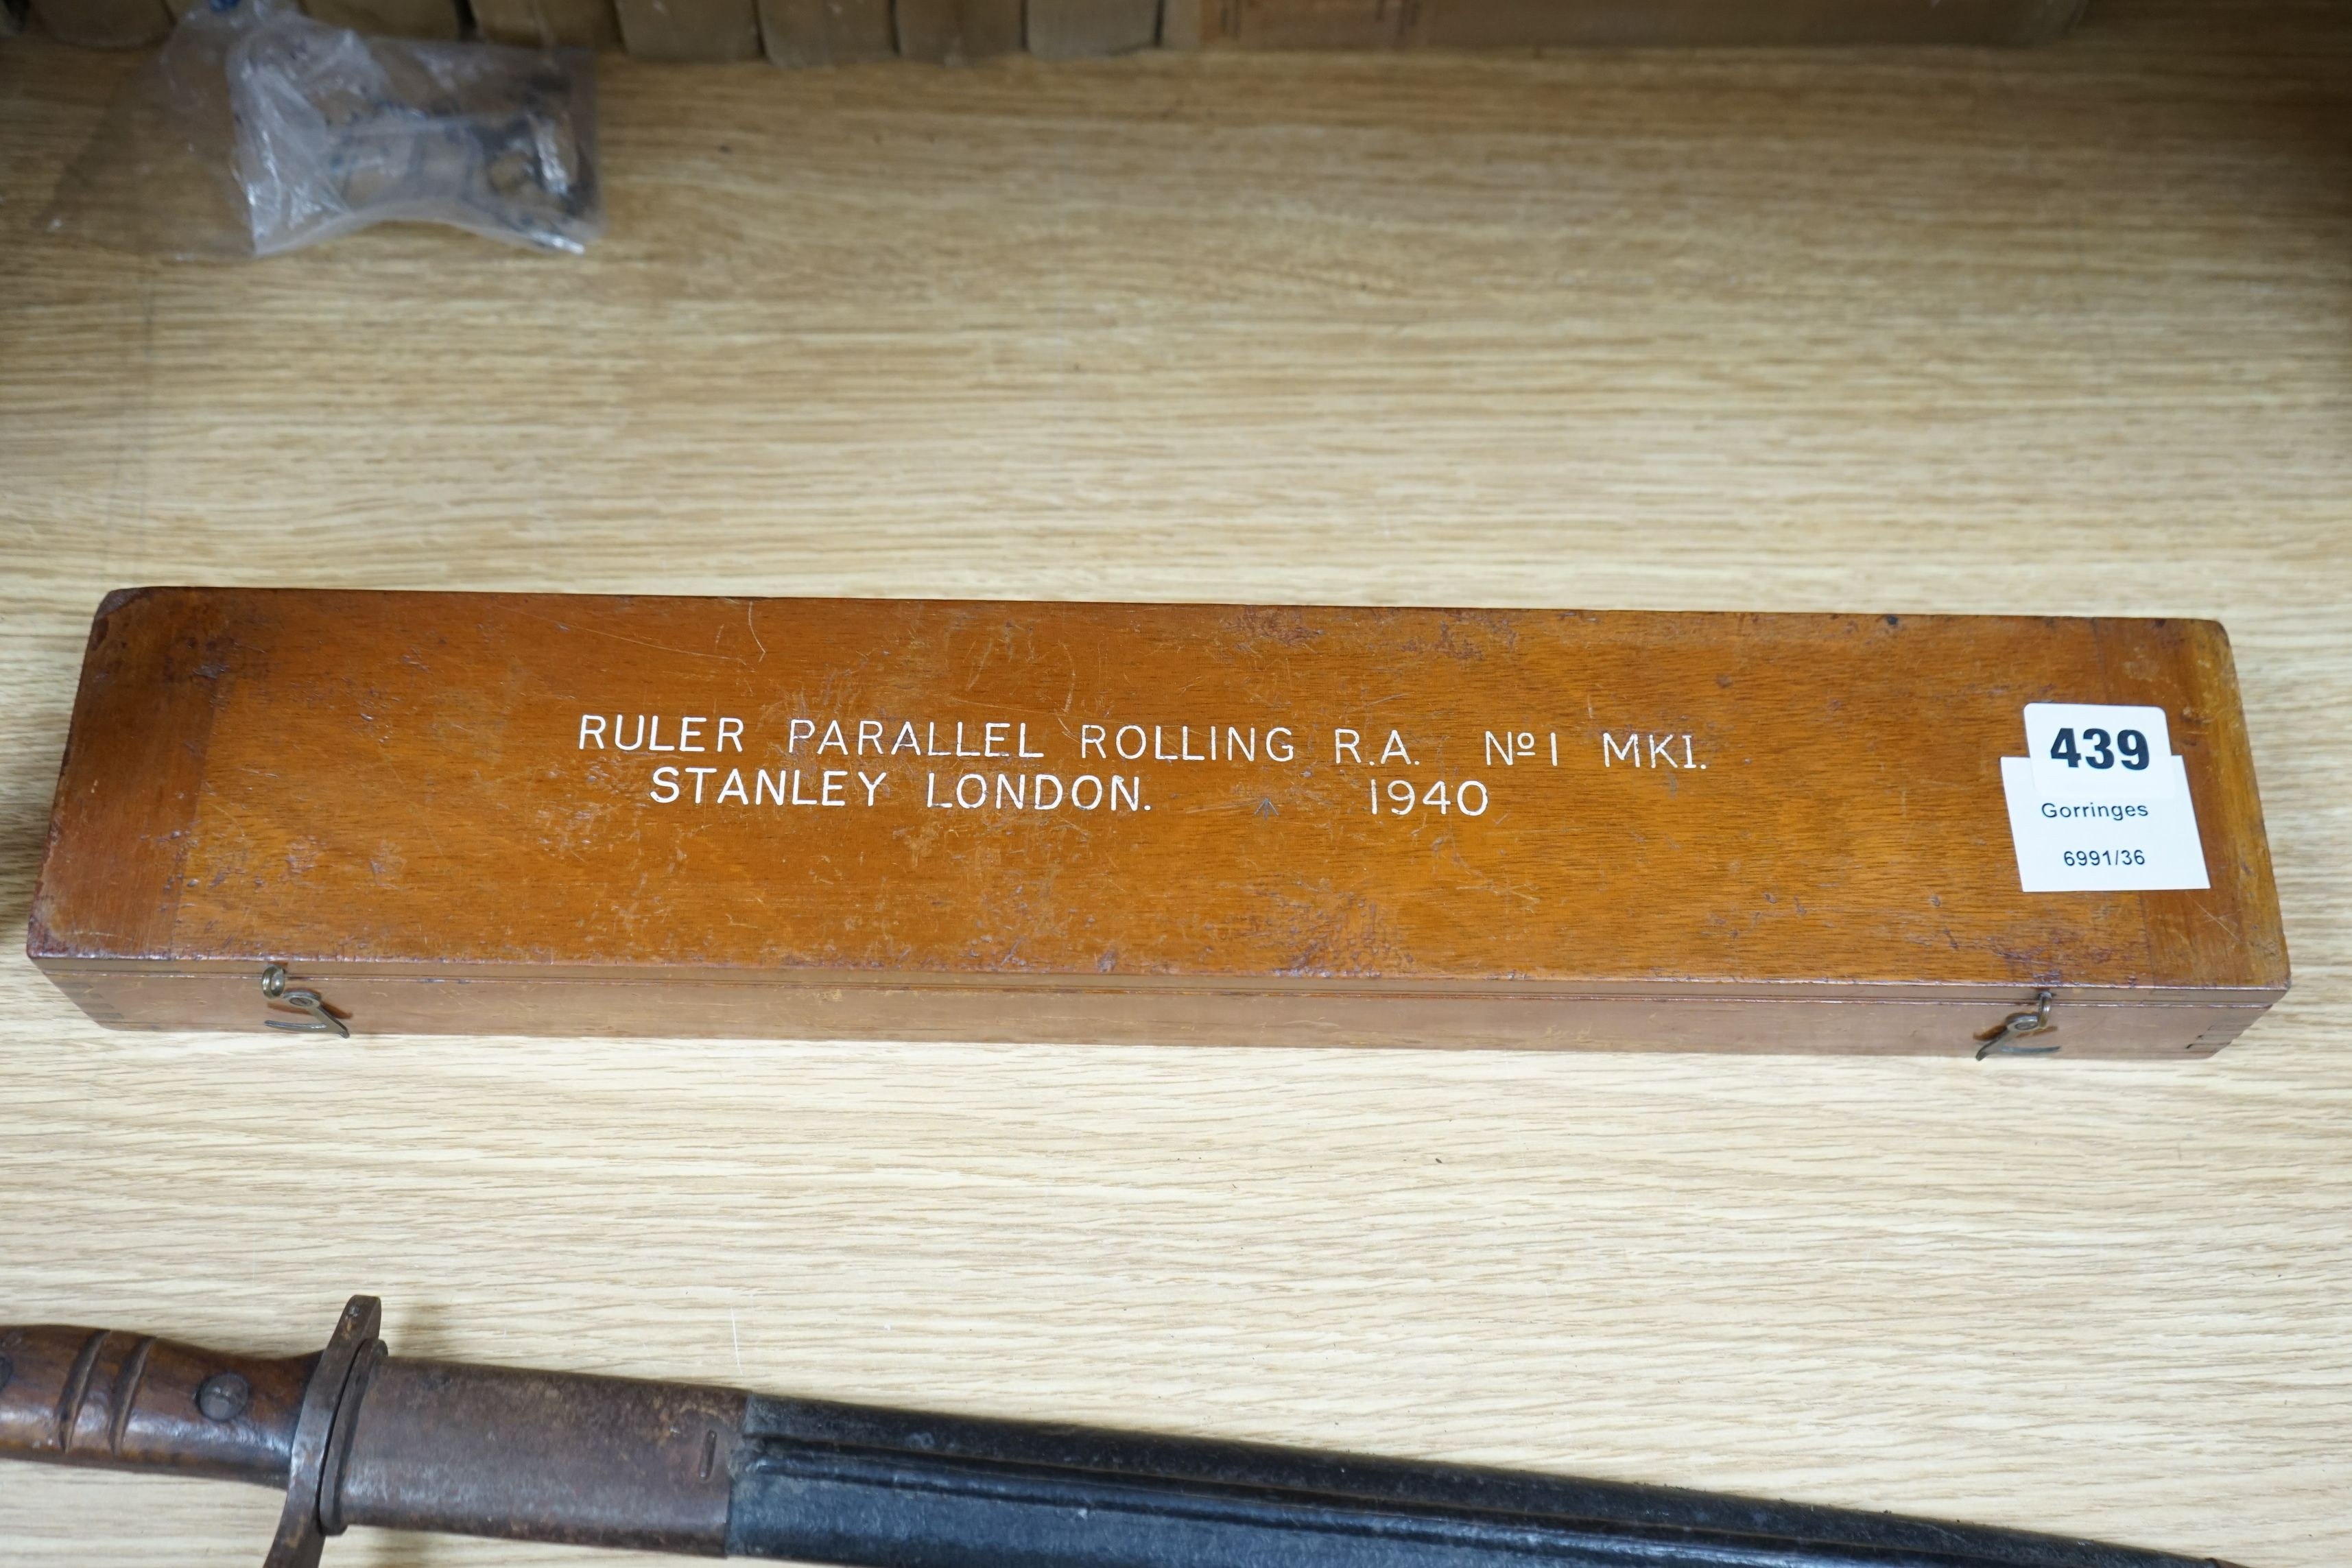 RULER PARALLEL ROLLING R.A. Nº1 MKI.
STANLEY LONDON. 1940
439
Gorringes
6991/36